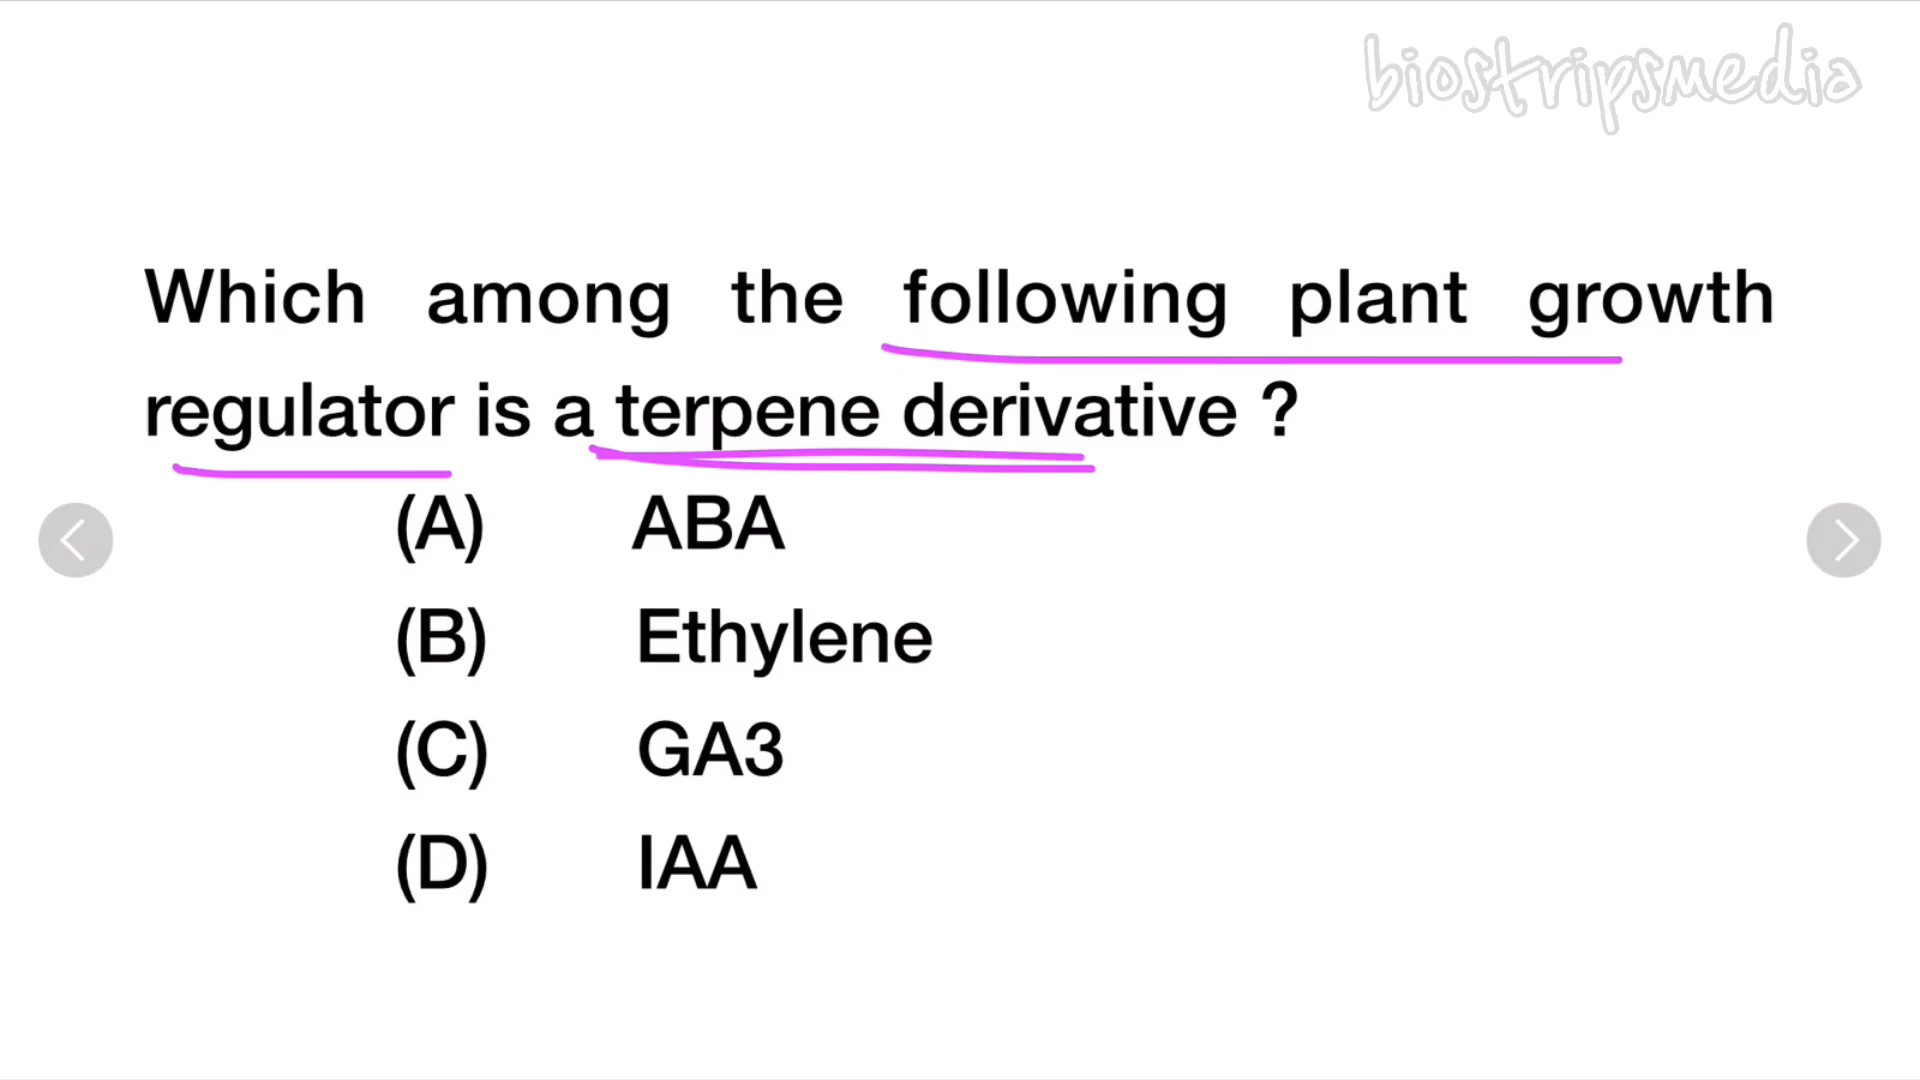 biostripsmedia
Which among the following plant growth
regulator is a terpene derivative ?
(A) ABA
(B) Ethylene
(C) GA3
(D) IAA